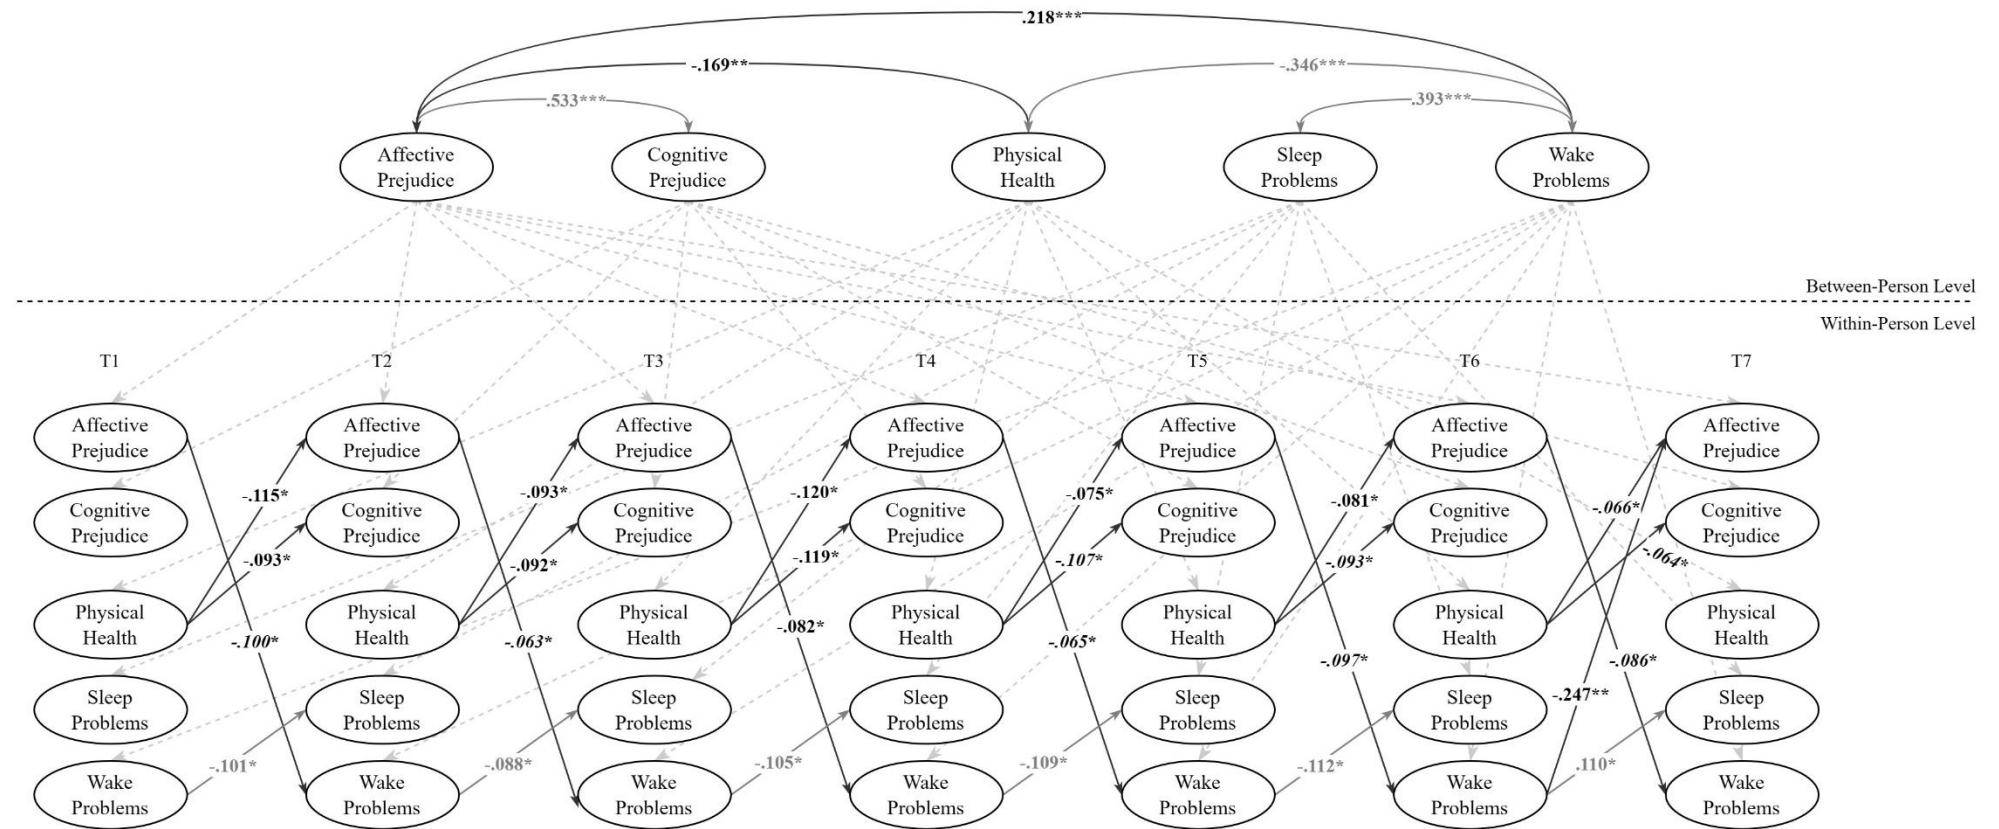 .218***
-.169**
-.346***
.533***
.393***
Affective
Prejudice
Cognitive
Prejudice
Physical
Health
Sleep
Problems
Wake
Problems
Between-Person Level
Within-Person Level
T1
T2
T3
T4
T5
T6
T7
Affective
Prejudice
Affective
Prejudice
Affective
Prejudice
Affective
Prejudice
Affective
Prejudice
Affective
Prejudice
Affective
Prejudice
-.115*
-.093*
-.120*
-.075*
-.081*
-.066*
Cognitive
Prejudice
Cognitive
Prejudice
Cognitive
Prejudice
Cognitive
Prejudice
Cognitive
Prejudice
Cognitive
Prejudice
Cognitive
Prejudice
-.093*
-.092*
-.119*
-.107*
-.093*
-.064*
Physical
Health
Physical
Health
Physical
Health
Physical
Health
Physical
Health
Physical
Health
Physical
Health
-.100*
-.063*
-.082*
-.065*
-.097*
-.086*
-.247**
Sleep
Problems
Sleep
Problems
Sleep
Problems
Sleep
Problems
Sleep
Problems
Sleep
Problems
Sleep
Problems
-.101*
-.088*
-.105*
-.109*
-.112*
.110*
Wake
Problems
Wake
Problems
Wake
Problems
Wake
Problems
Wake
Problems
Wake
Problems
Wake
Problems